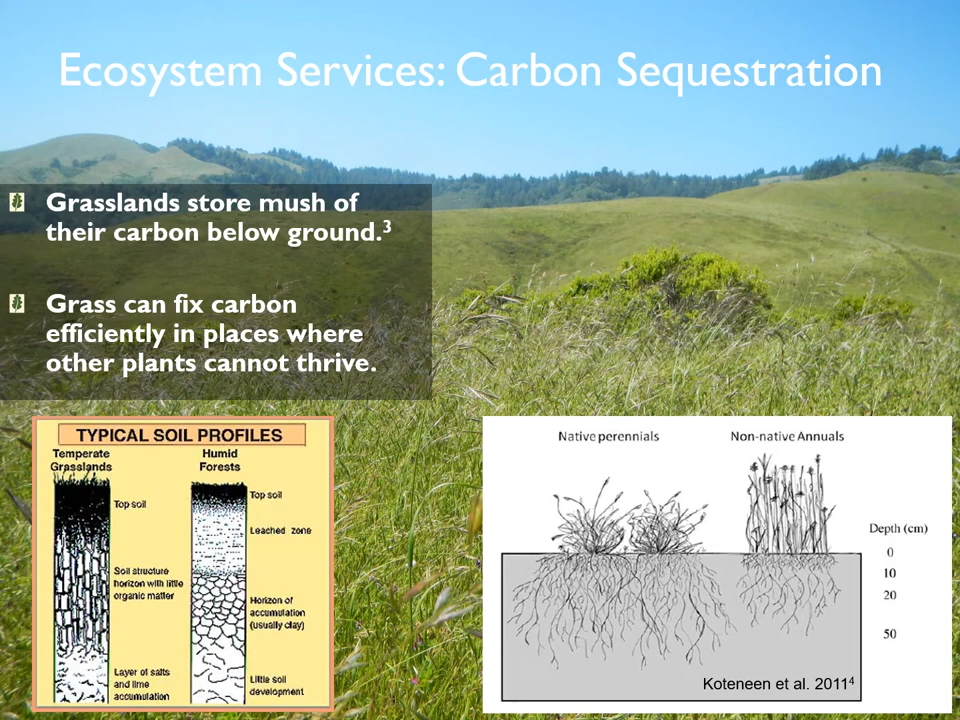 Ecosystem Services: Carbon Sequestration
Grasslands store mush of
their carbon below ground.³
Grass can fix carbon
efficiently in places where
other plants cannot thrive.
TYPICAL SOIL PROFILES
Temperate
Grasslands
Top soil
Soil structure
horizon with little
organic matter
Layer of salts
and lime
accumulation
Humid
Forests
Top soil
Leached zone
Horizon of
accumulation
(usually clay)
Little soil
development
Native perennials
Non-native Annuals
Depth (cm)
0
10
20
50
Koteneen et al. 2011⁴